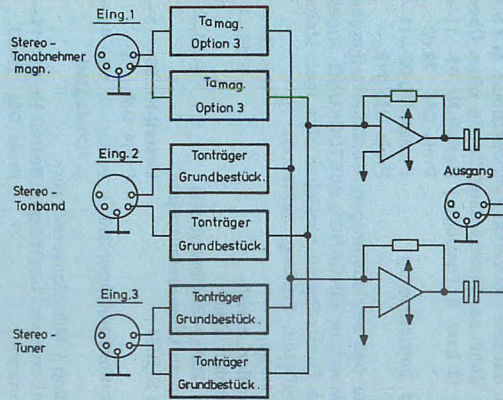 Eing.1
Stereo-
Tonabnehmer
magn.
Ta mag.
Option 3
Ta mag.
Option 3
Eing.2
Stereo-
Tonband
Tonträger
Grundbestück.
Tonträger
Grundbestück.
Ausgang
Eing.3
Stereo-
Tuner
Tonträger
Grundbestück.
Tonträger
Grundbestück.